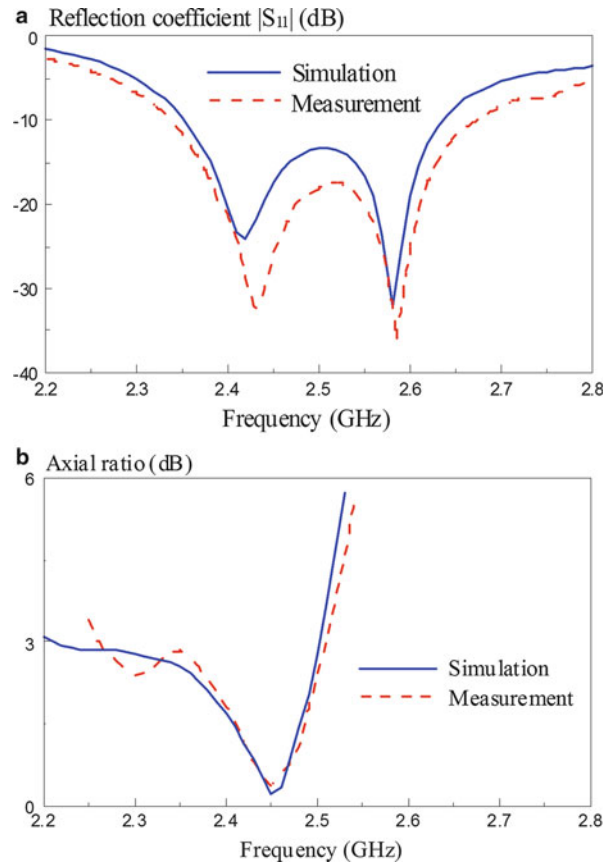 a Reflection coefficient |S₁₁| (dB)
0
Simulation
Measurement
-10
-20
-30
-40
2.2 2.3 2.4 2.5 2.6 2.7 2.8
Frequency (GHz)
b Axial ratio (dB)
6
3
Simulation
Measurement
0
2.2 2.3 2.4 2.5 2.6 2.7 2.8
Frequency (GHz)